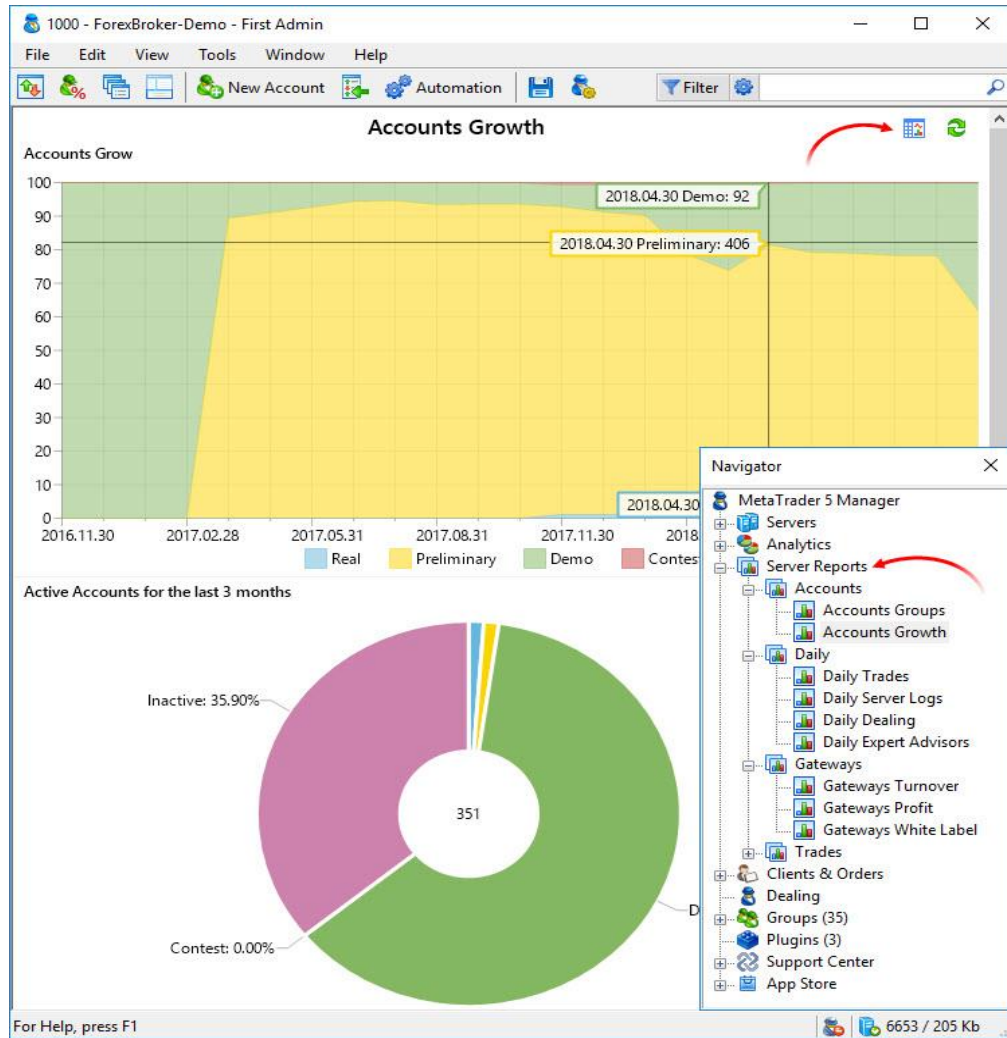 1000 - ForexBroker-Demo - First Admin
File Edit View Tools Window Help
New Account Automation Filter
Accounts Growth
Accounts Grow
100
90
80
70
60
50
40
30
20
10
0
2018.04.30 Demo: 92
2018.04.30 Preliminary: 406
2018.04.30
2016.11.30 2017.02.28 2017.05.31 2017.08.31 2017.11.30 2018
Real Preliminary Demo Contes
Active Accounts for the last 3 months
Inactive: 35.90%
351
Contest: 0.00%
D
Navigator
MetaTrader 5 Manager
Servers
Analytics
Server Reports
Accounts
Accounts Groups
Accounts Growth
Daily
Daily Trades
Daily Server Logs
Daily Dealing
Daily Expert Advisors
Gateways
Gateways Turnover
Gateways Profit
Gateways White Label
Trades
Clients & Orders
Dealing
Groups (35)
Plugins (3)
Support Center
App Store
For Help, press F1
6653 / 205 Kb